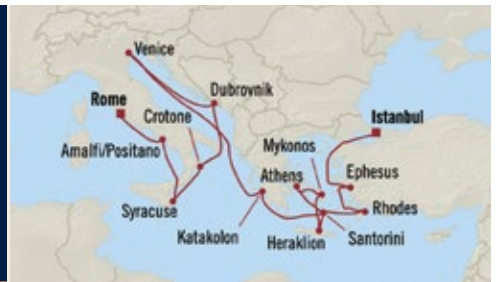 Venice
Dubrovnik
Rome
Crotone
Istanbul
Amalfi/Positano
Mykonos
Athens
Ephesus
Syracuse
Rhodes
Katakolon
Santorini
Heraklion